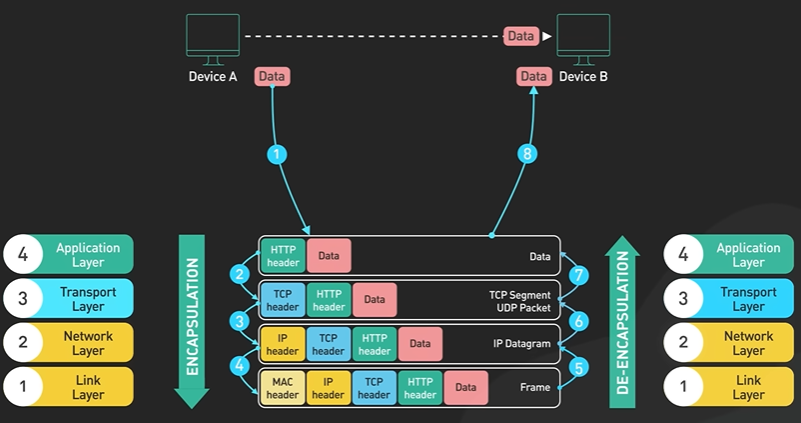 Data
Device A
Data
Data
Device B
1
8
4
Application
Layer
3
Transport
Layer
2
Network
Layer
1
Link
Layer
ENCAPSULATION
HTTP
header
Data
Data
2
TCP
header
HTTP
header
Data
TCP Segment
UDP Packet
3
IP
header
TCP
header
HTTP
header
Data
IP Datagram
4
MAC
header
IP
header
TCP
header
HTTP
header
Data
Frame
5
6
7
DE-ENCAPSULATION
4
Application
Layer
3
Transport
Layer
2
Network
Layer
1
Link
Layer